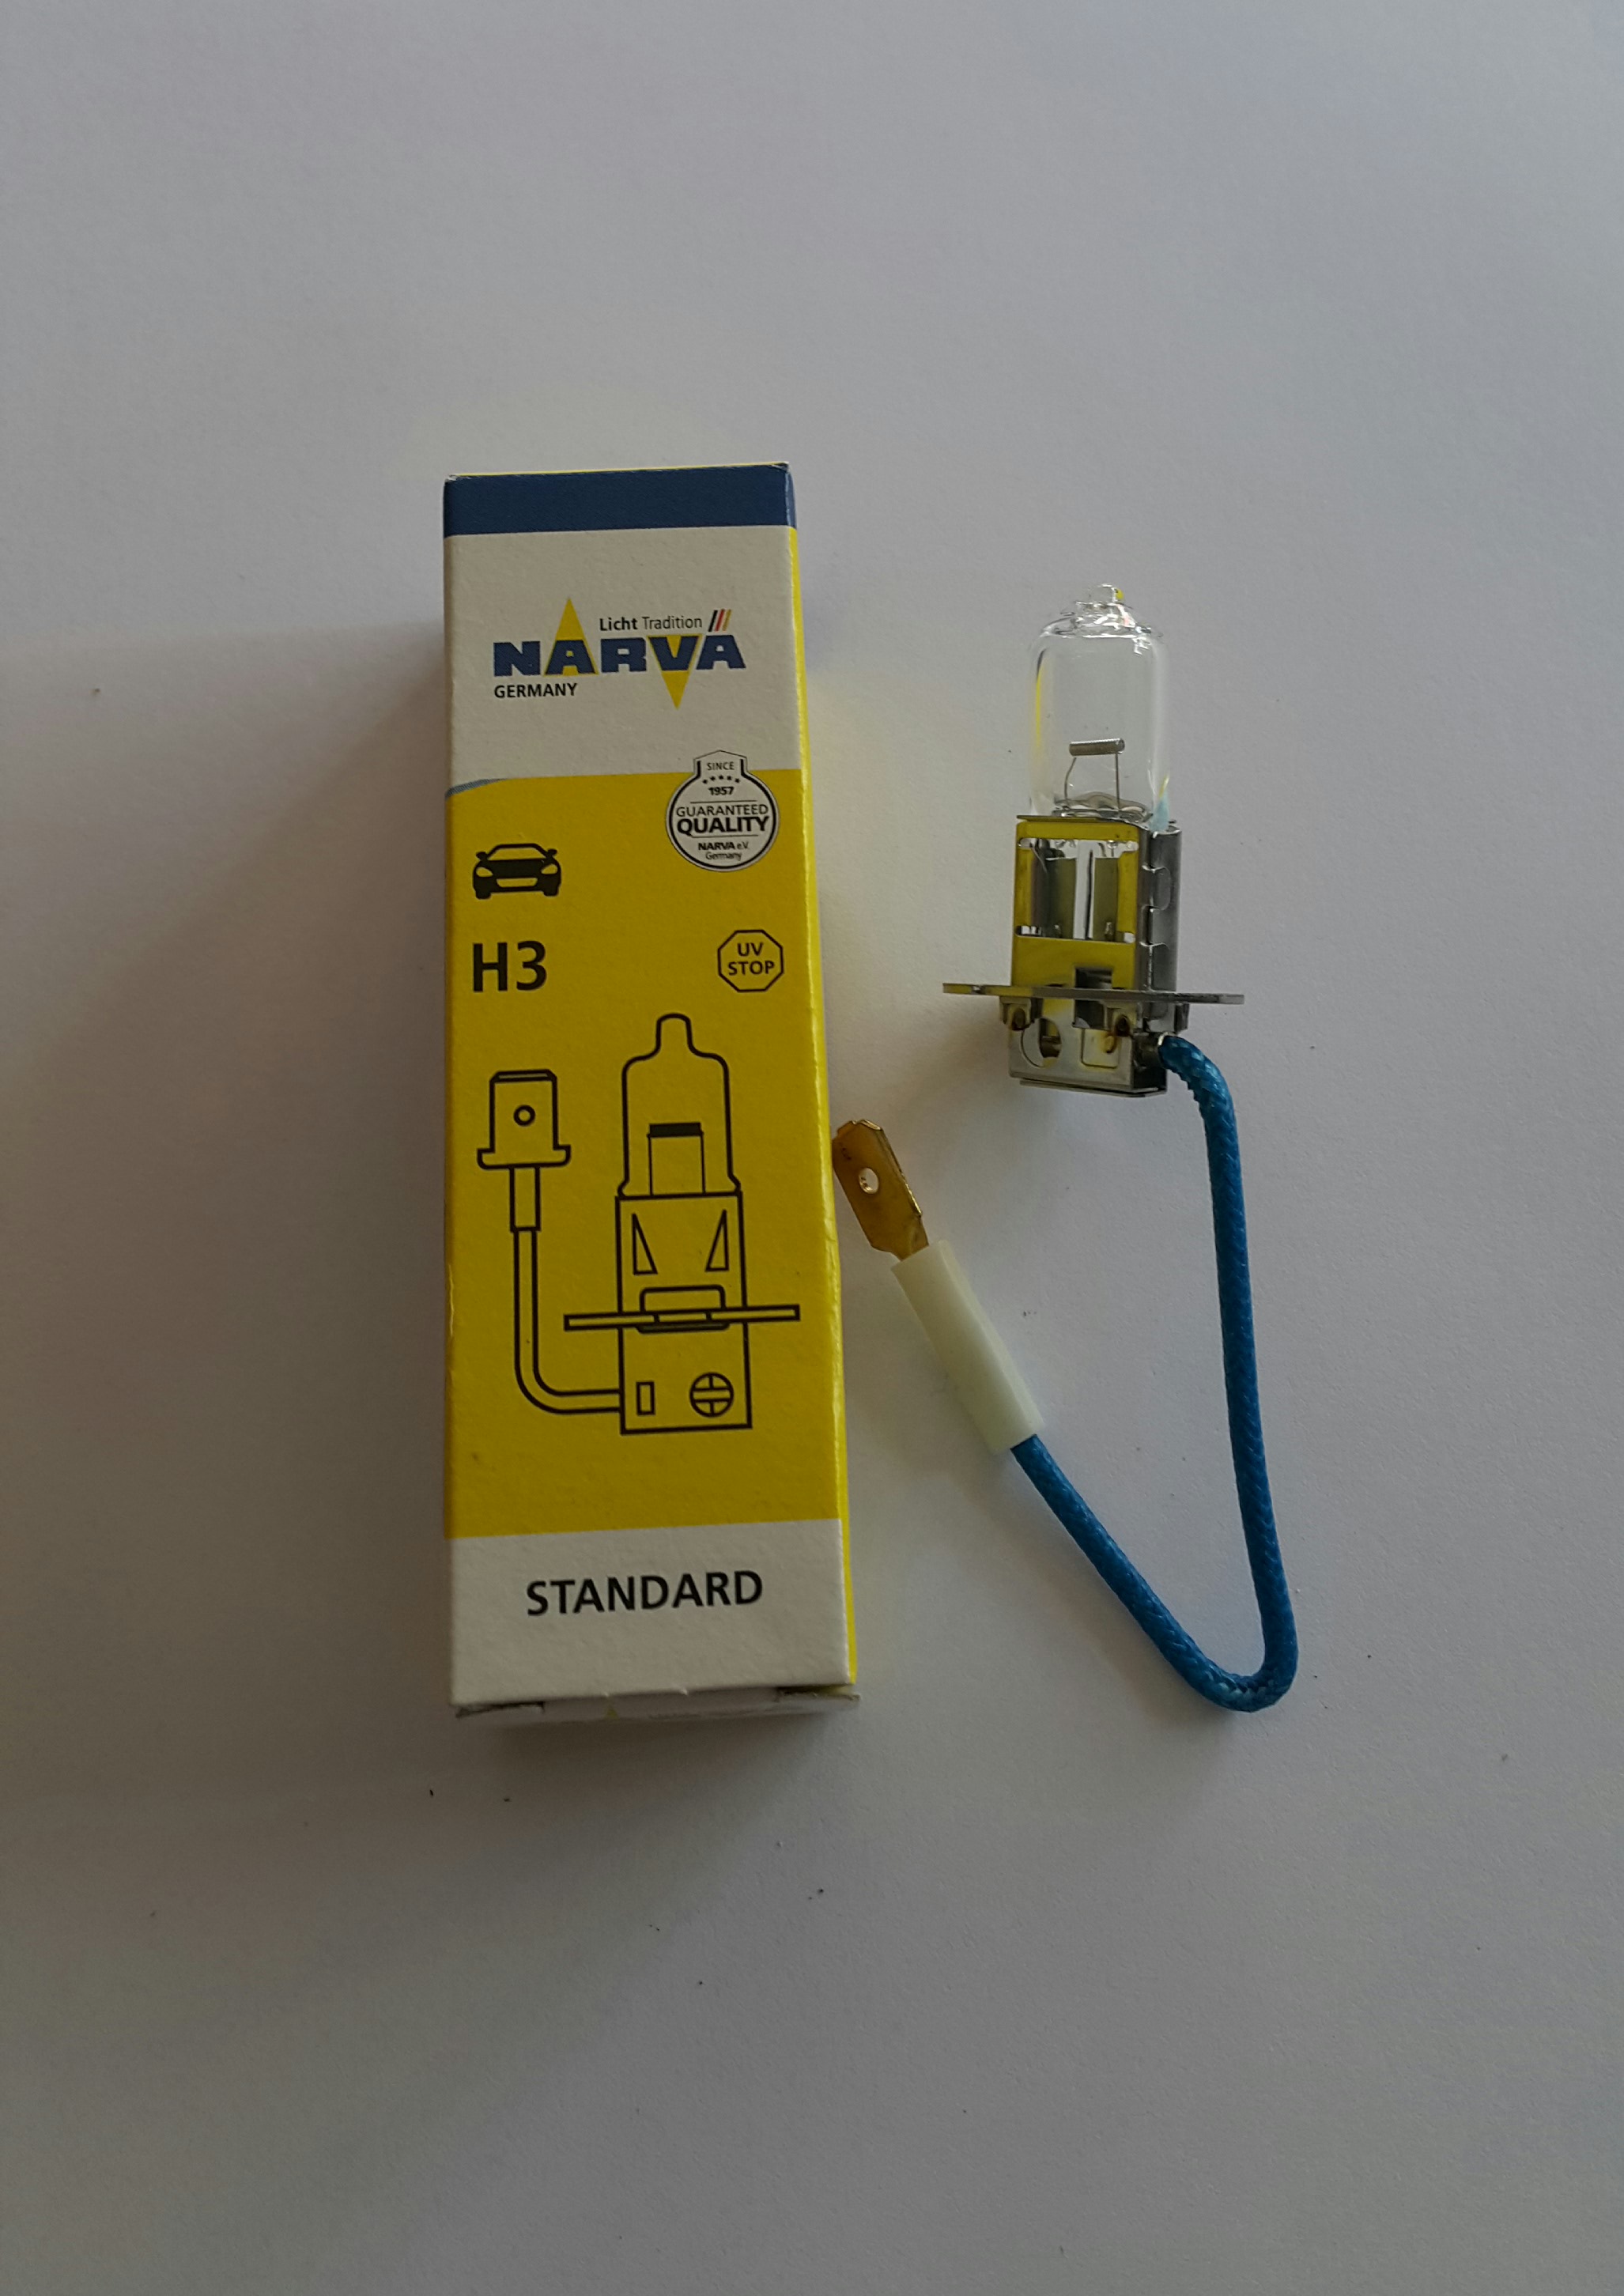 Licht Tradition
NARVA
GERMANY
SINCE
1957
GUARANTEED
QUALITY
NARVA e.V.
Germany
H3
UV
STOP
STANDARD